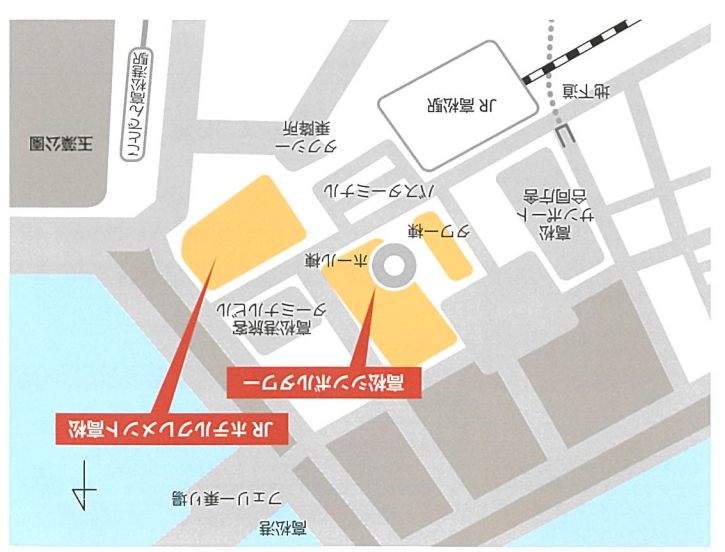 高松港
フェリー乗り場
JR ホテルクレメント高松
高松シンボルタワー
高松港旅客
ターミナルビル
ホール棟
タワー棟
高松
サンポート
合同庁舎
バスターミナル
タクシー
乗降所
玉藻公園
ことでん高松築港駅
JR 高松駅
地下道